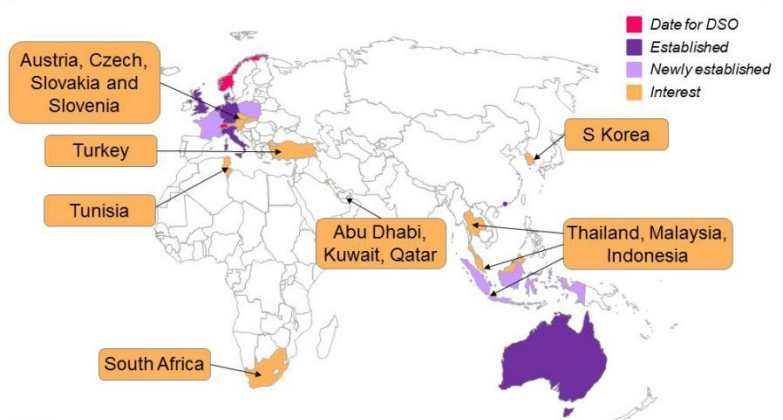 Date for DSO
Established
Newly established
Interest
Austria, Czech,
Slovakia and
Slovenia
Turkey
Tunisia
South Africa
Abu Dhabi,
Kuwait, Qatar
S Korea
Thailand, Malaysia,
Indonesia